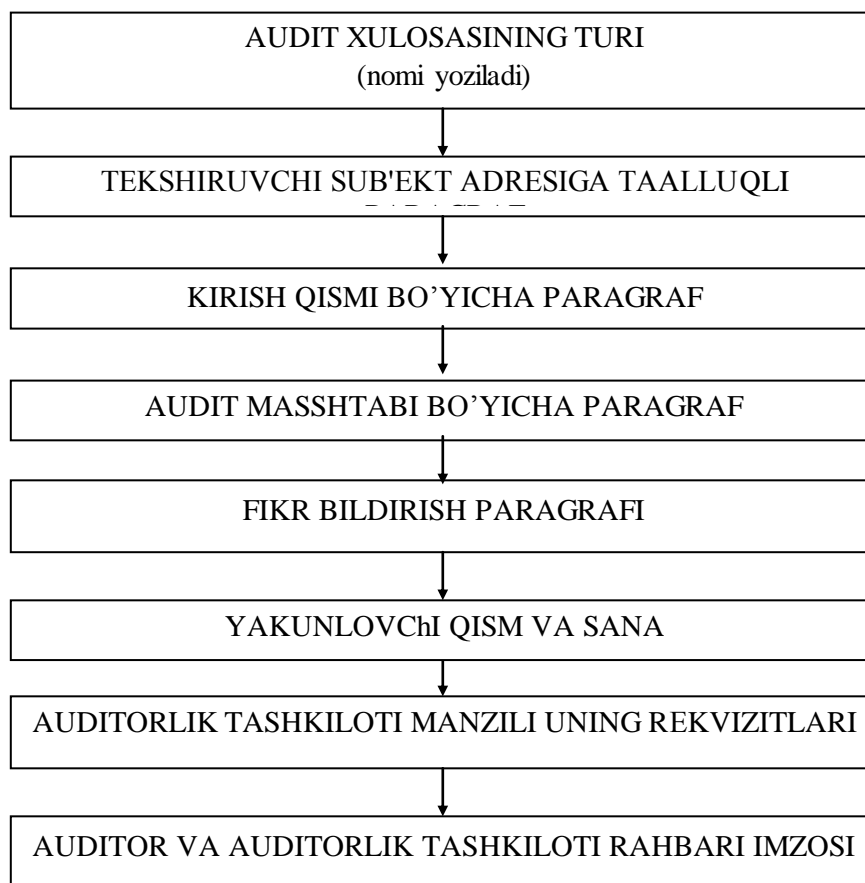 AUDIT XULOSASINING TURI
(nomi yoziladi)
TEKSHIRUVCHI SUB'EKT ADRESIGA TAALLUQLI
KIRISH QISMI BO’YICHA PARAGRAF
AUDIT MASSHTABI BO’YICHA PARAGRAF
FIKR BILDIRISH PARAGRAFI
YAKUNLOVChI QISM VA SANA
AUDITORLIK TASHKILOTI MANZILI UNING REKVIZITLARI
AUDITOR VA AUDITORLIK TASHKILOTI RAHBARI IMZOSI